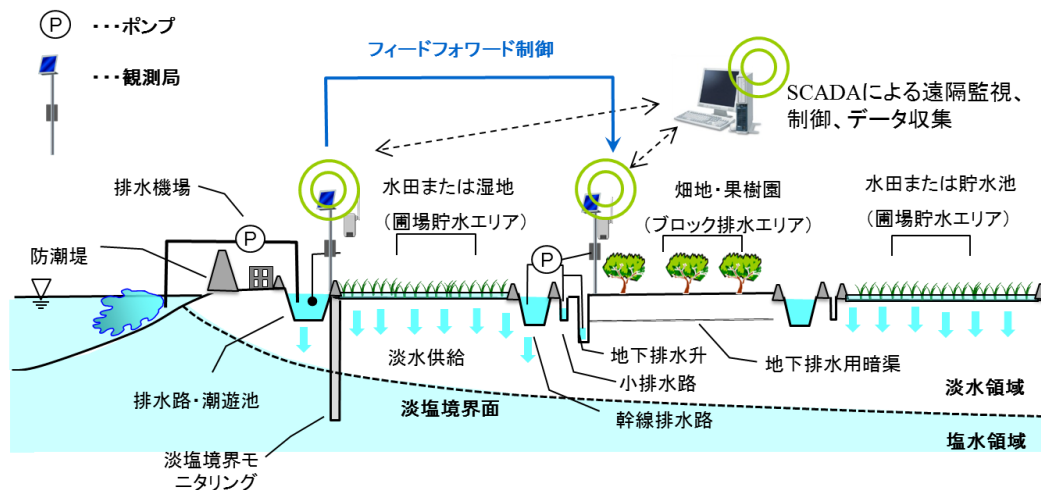 P ・・・ポンプ
・・・観測局
フィードフォワード制御
SCADAによる遠隔監視、
制御、データ収集
排水機場
水田または湿地
(圃場貯水エリア)
畑地・果樹園
(ブロック排水エリア)
水田または貯水池
(圃場貯水エリア)
防潮堤
P
P
淡水供給
地下排水升
地下排水用暗渠
小排水路
淡水領域
排水路・潮遊池
淡塩境界面
幹線排水路
塩水領域
淡塩境界モ
ニタリング